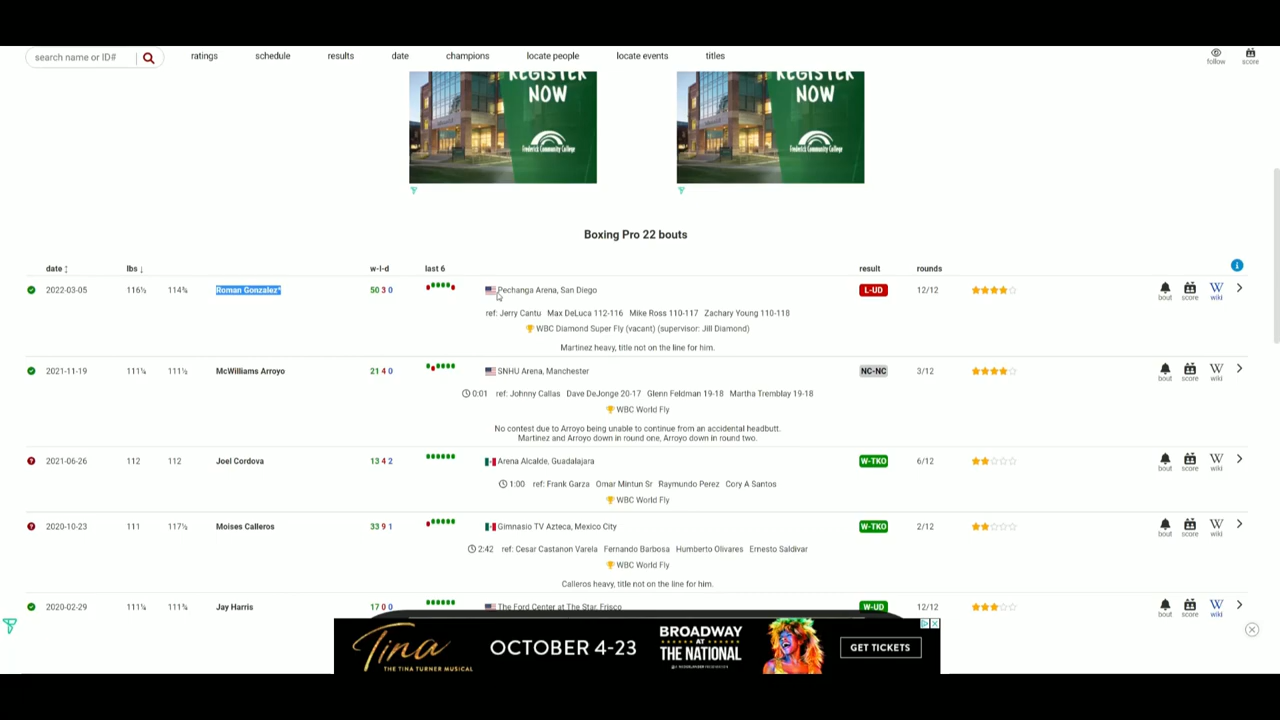 search name or ID#
ratings
schedule
results
date
champions
locate people
locate events
titles
follow
score
REGISTER NOW
Frederick Community College
REGISTER NOW
Frederick Community College
Boxing Pro 22 bouts
date lbs w-l-d last 6 result rounds
2022-03-05 116½ 114¾ Roman Gonzalez* 50 3 0 Pechanga Arena, San Diego L-UD 12/12 bout score wiki
ref: Jerry Cantu Max DeLuca 112-116 Mike Ross 110-117 Zachary Young 110-118
WBC Diamond Super Fly (vacant) (supervisor: Jill Diamond)
Martinez heavy, title not on the line for him.
2021-11-19 111¼ 111½ McWilliams Arroyo 21 4 0 SNHU Arena, Manchester NC-NC 3/12 bout score wiki
0:01 ref: Johnny Callas Dave DeJonge 20-17 Glenn Feldman 19-18 Martha Tremblay 19-18
WBC World Fly
No contest due to Arroyo being unable to continue from an accidental headbutt.
Martinez and Arroyo down in round one, Arroyo down in round two.
2021-06-26 112 112 Joel Cordova 13 4 2 Arena Alcalde, Guadalajara W-TKO 6/12 bout score wiki
1:00 ref: Frank Garza Omar Mintun Sr Raymundo Perez Cory A Santos
WBC World Fly
2020-10-23 111 117½ Moises Calleros 33 9 1 Gimnasio TV Azteca, Mexico City W-TKO 2/12 bout score wiki
2:42 ref: Cesar Castanon Varela Fernando Barbosa Humberto Olivares Ernesto Saldivar
WBC World Fly
Calleros heavy, title not on the line for him.
2020-02-29 Jay Harris 17 0 0 The Ford Center at The Star, Frisco W-UD 12/12 bout score wiki
Tina
THE TINA TURNER MUSICAL
OCTOBER 4-23
BROADWAY
AT
THE NATIONAL
GET TICKETS